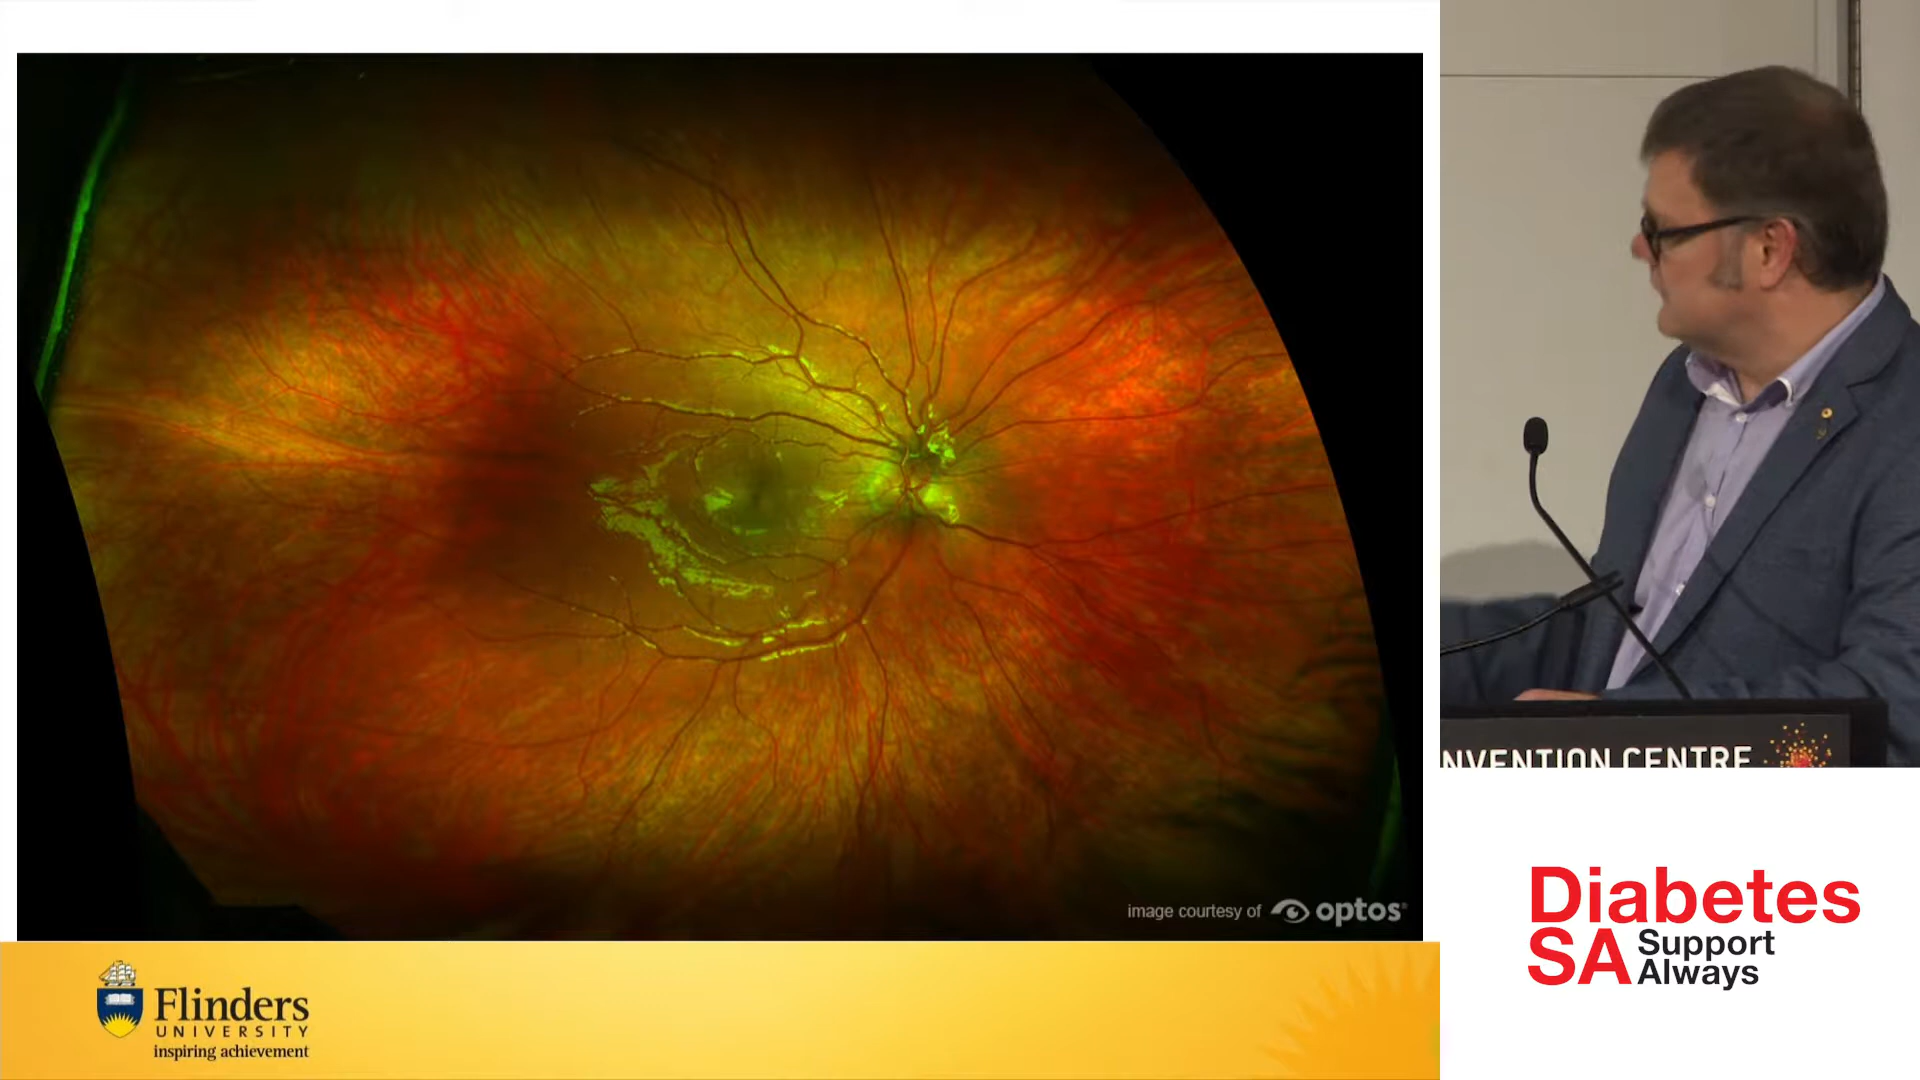 image courtesy of optos
Flinders
UNIVERSITY
inspiring achievement
NVENTION CENTRE
Diabetes
SA Support
Always